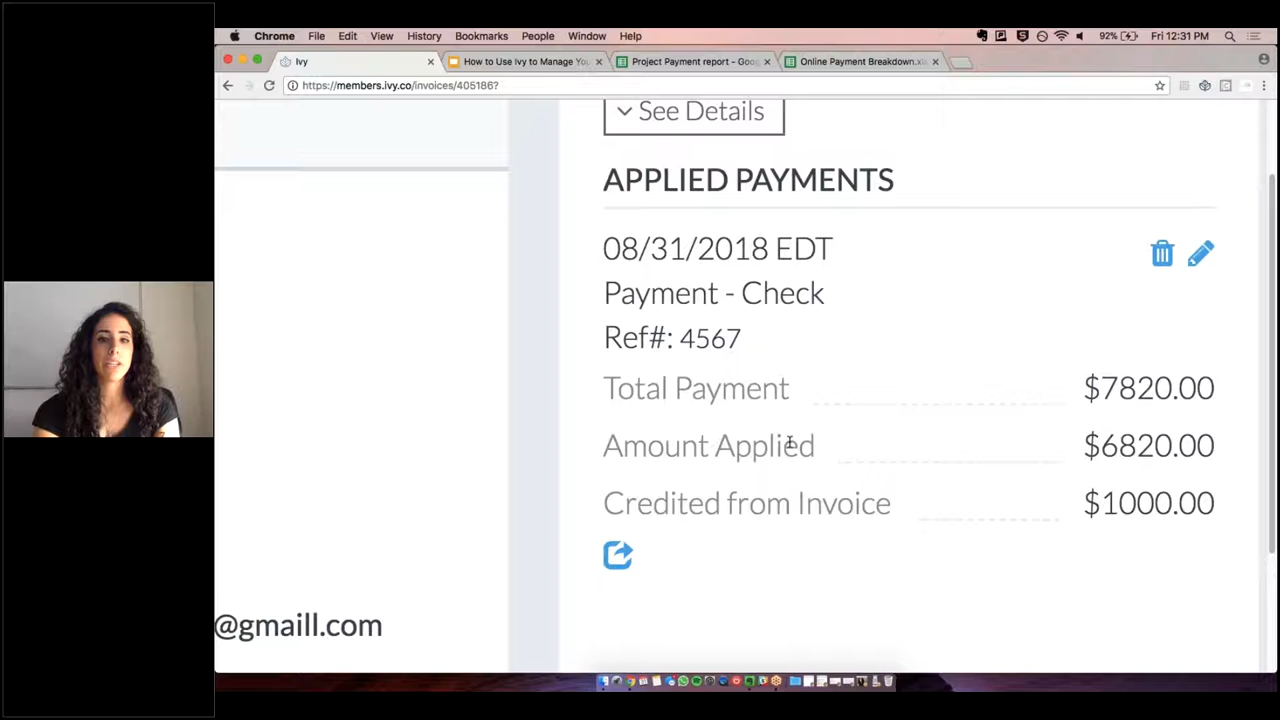 Chrome File Edit View History Bookmarks People Window Help 92% Fri 12:31 PM
Ivy How to Use Ivy to Manage You Project Payment report - Goog Online Payment Breakdown.xl
https://members.ivy.co/invoices/405186?
See Details
APPLIED PAYMENTS
08/31/2018 EDT
Payment - Check
Ref#: 4567
Total Payment $7820.00
Amount Applied $6820.00
Credited from Invoice $1000.00
@gmaill.com